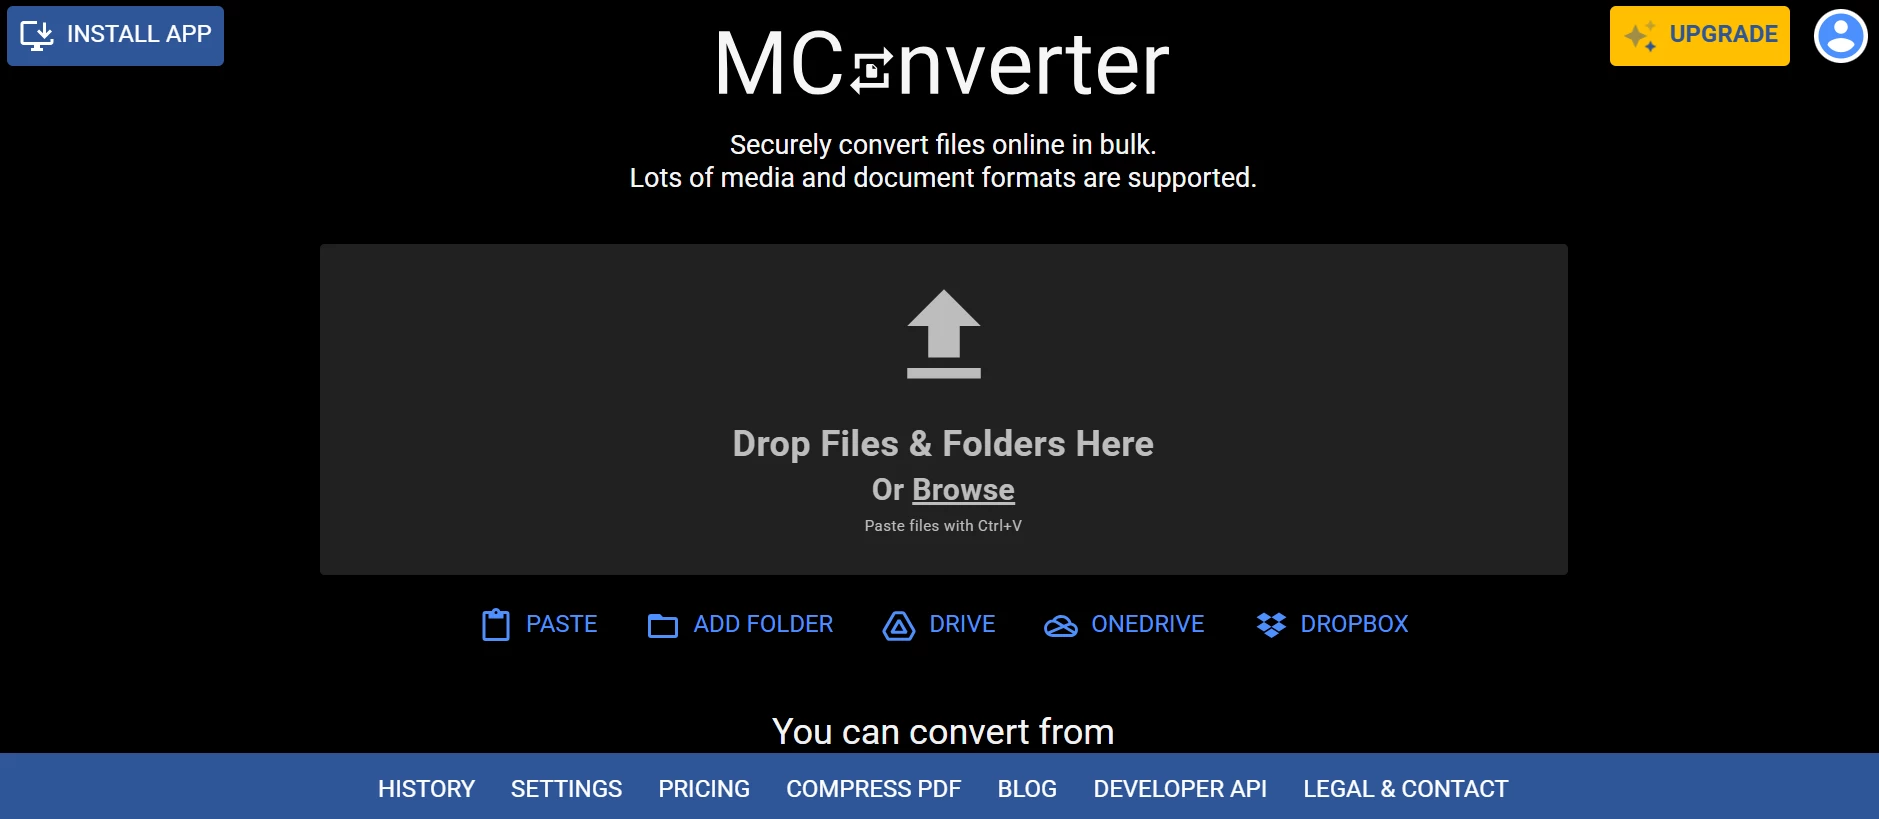 INSTALL APP
MConverter
UPGRADE
Securely convert files online in bulk.
Lots of media and document formats are supported.
Drop Files & Folders Here
Or Browse
Paste files with Ctrl+V
PASTE
ADD FOLDER
DRIVE
ONEDRIVE
DROPBOX
You can convert from
HISTORY
SETTINGS
PRICING
COMPRESS PDF
BLOG
DEVELOPER API
LEGAL & CONTACT